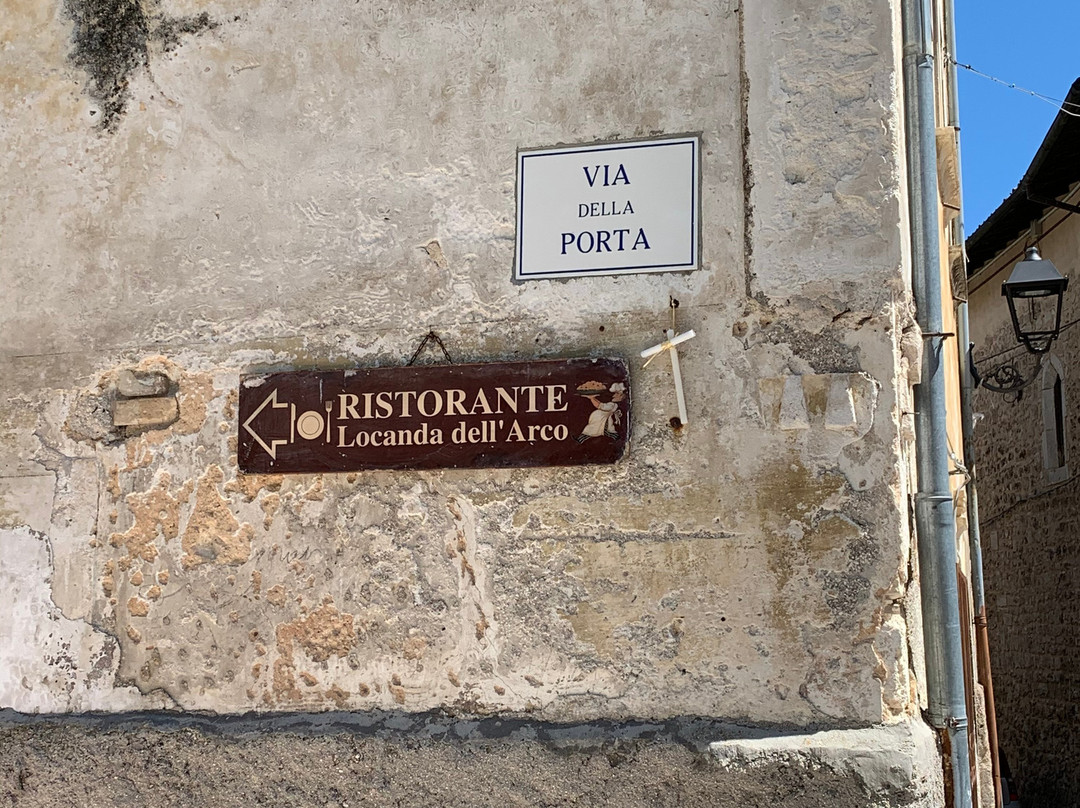 VIA
DELLA
PORTA
RISTORANTE
Locanda dell'Arco